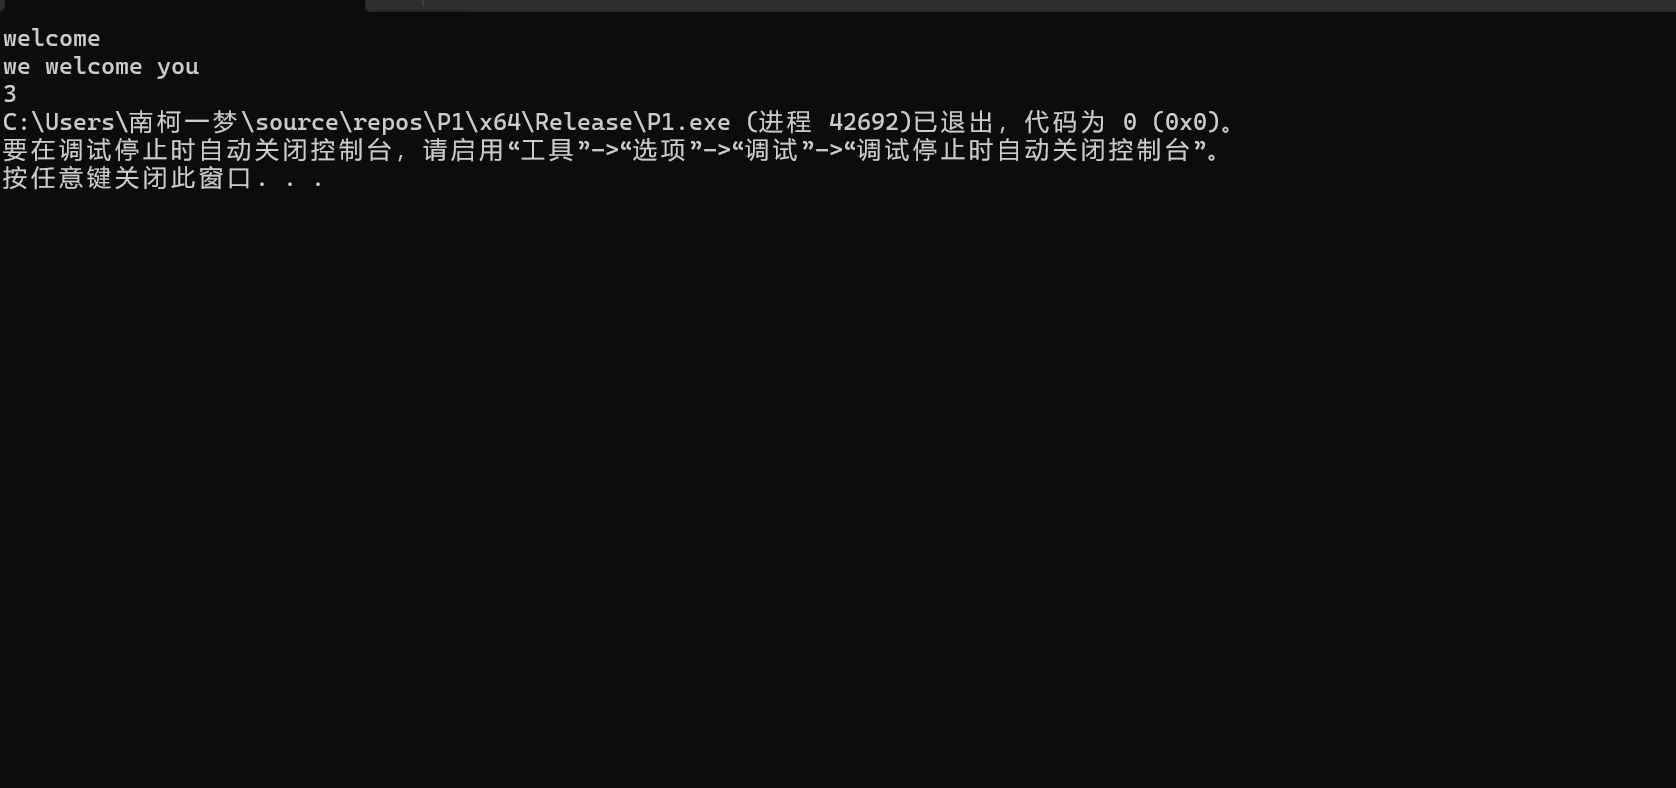 welcome
we welcome you
3
C:\Users\南柯一梦\source\repos\P1\x64\Release\P1.exe (进程 42692)已退出，代码为 0 (0x0)。
要在调试停止时自动关闭控制台，请启用“工具”->“选项”->“调试”->“调试停止时自动关闭控制台”。
按任意键关闭此窗口. . .